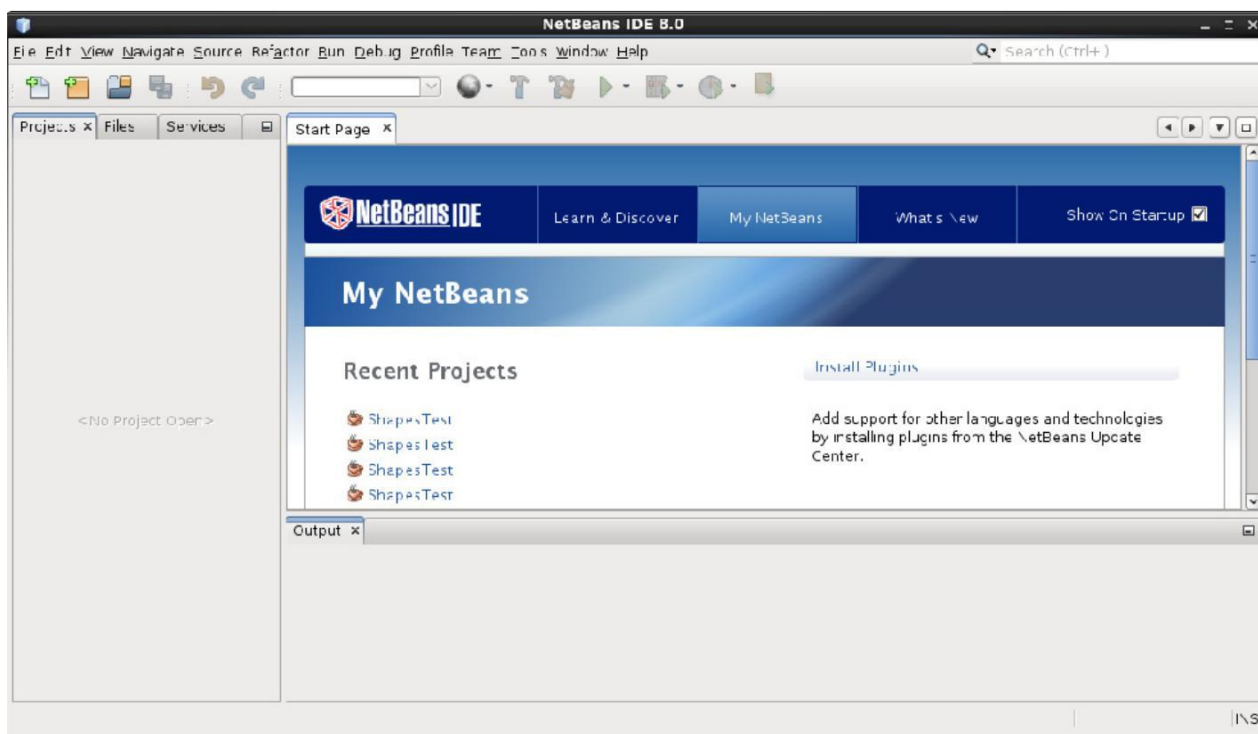 NetBeans IDE 8.0
File Edit View Navigate Source Refactor Run Debug Profile Team Tools Window Help
Search (Ctrl+I)
Projects Files Services
Start Page
NetBeans IDE
Learn & Discover
My NetBeans
What's New
Show On Startup
My NetBeans
Recent Projects
Install Plugins
<No Project Open>
ShapesTest
ShapesTest
ShapesTest
ShapesTest
Add support for other languages and technologies
by installing plugins from the NetBeans Update
Center.
Output
INS